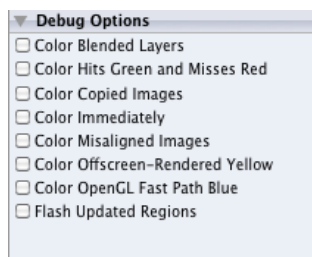 Debug Options
Color Blended Layers
Color Hits Green and Misses Red
Color Copied Images
Color Immediately
Color Misaligned Images
Color Offscreen-Rendered Yellow
Color OpenGL Fast Path Blue
Flash Updated Regions